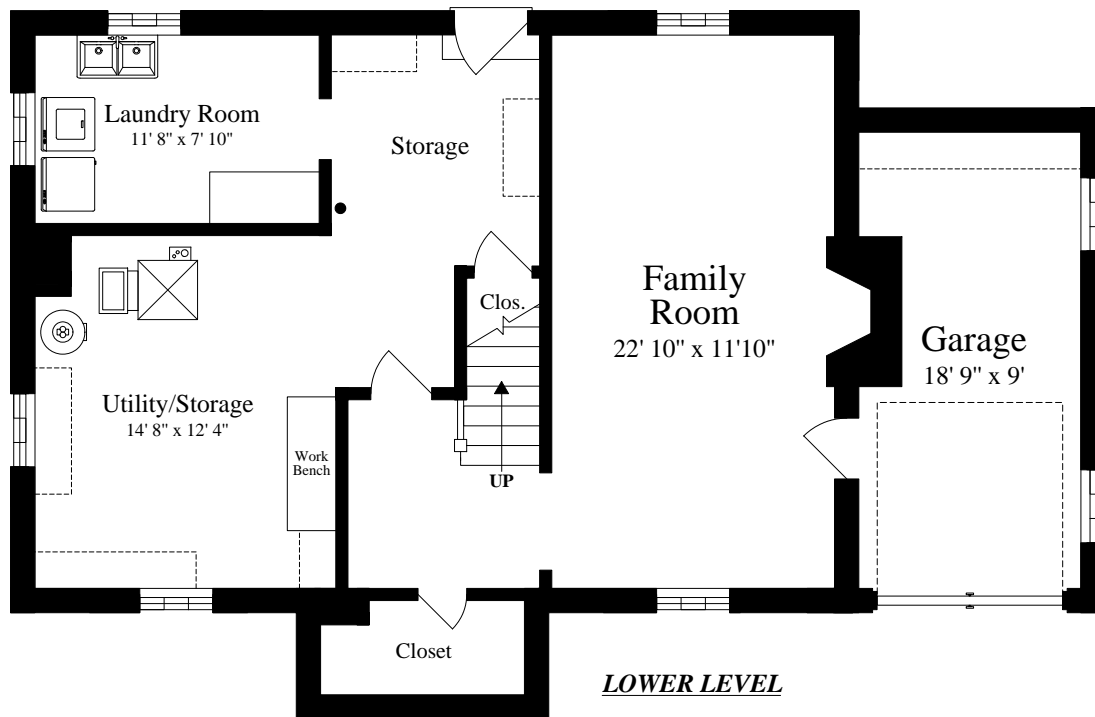 Laundry Room
11' 8" x 7' 10"
Storage
Clos.
Family
Room
22' 10" x 11'10"
Garage
18' 9" x 9'
Utility/Storage
14' 8" x 12' 4"
Work
Bench
UP
Closet
LOWER LEVEL